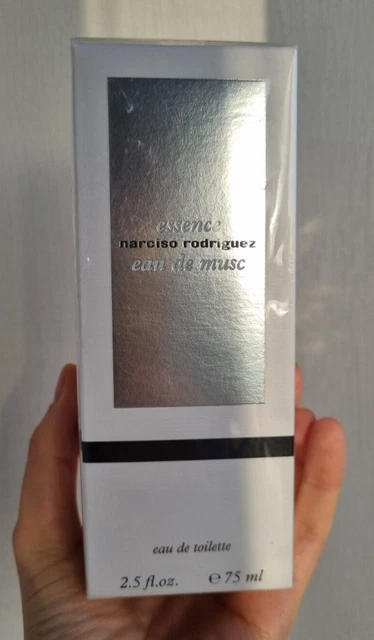 essence
narciso rodriguez
eau de musc
eau de toilette
2.5 fl.oz. ℮ 75 ml